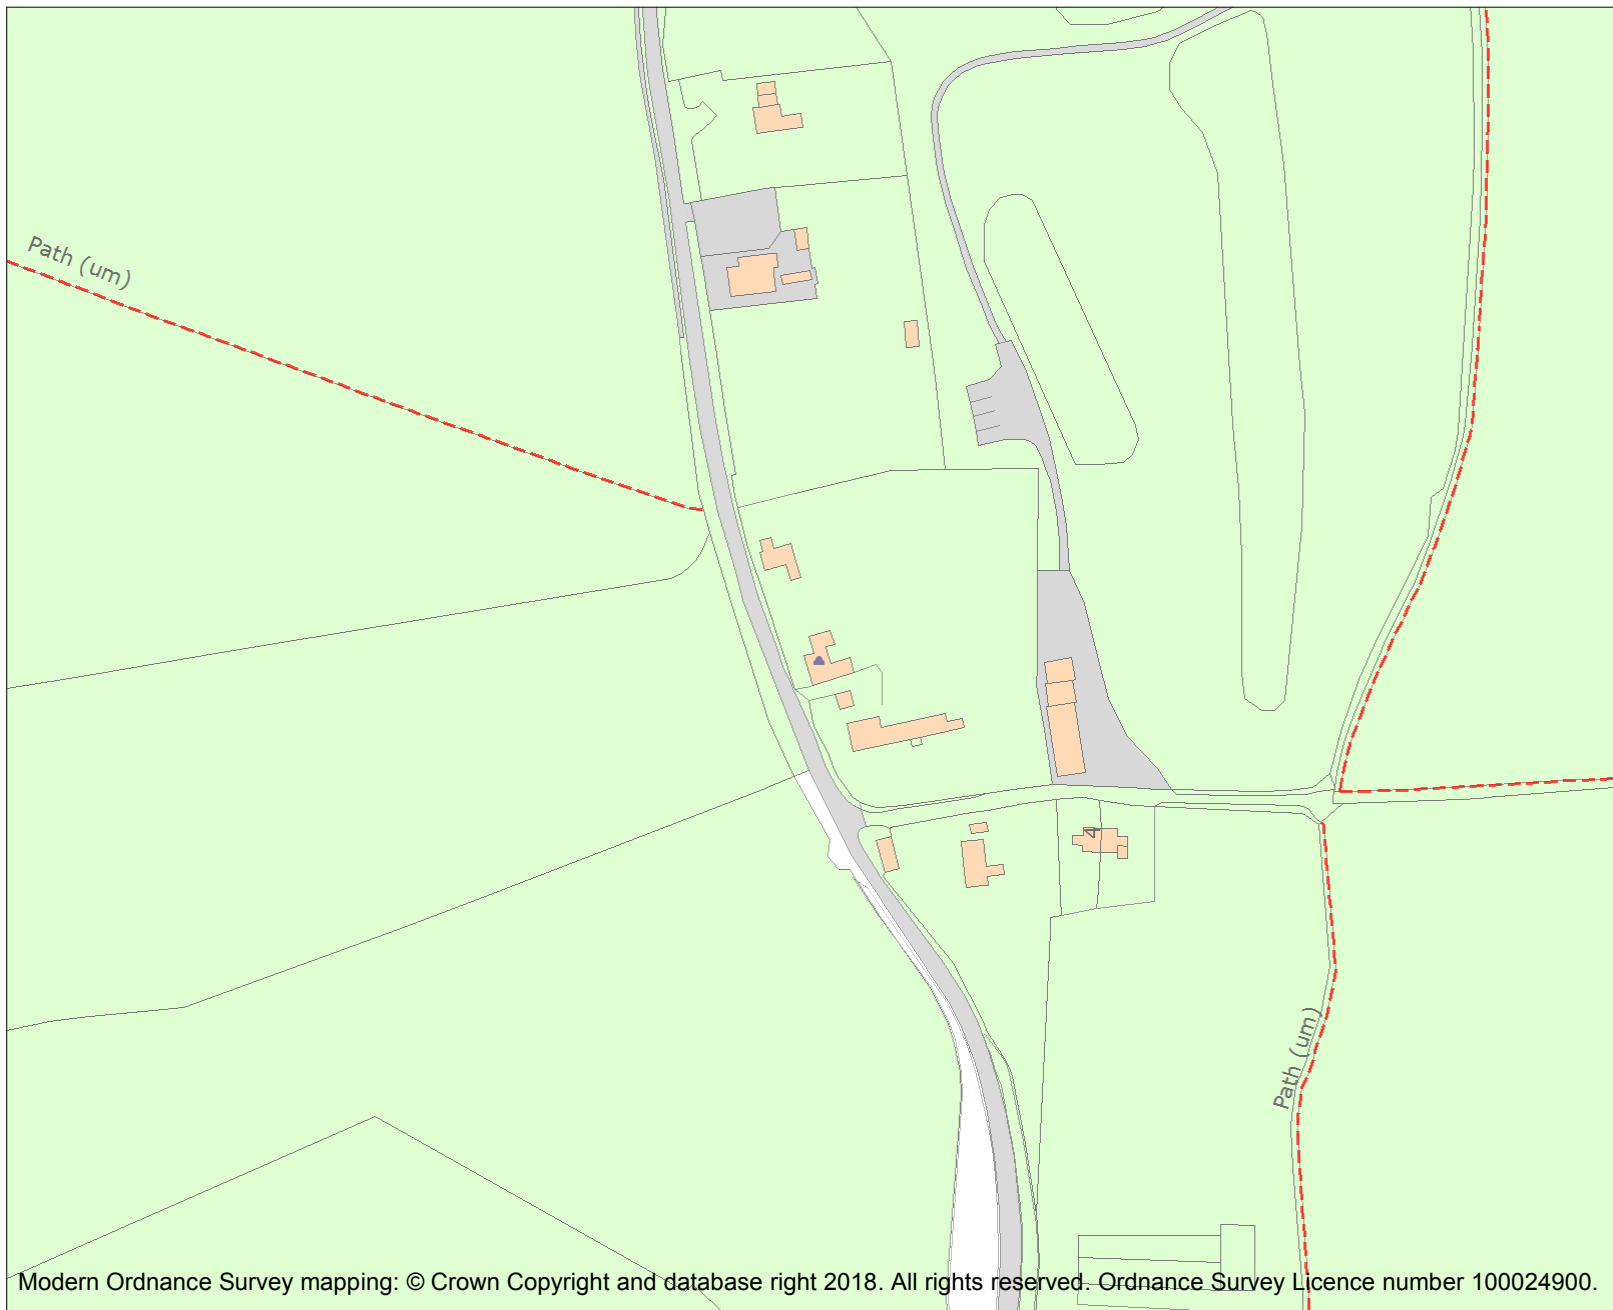 Path (um)
4
Path (um)
Modern Ordnance Survey mapping: © Crown Copyright and database right 2018. All rights reserved. Ordnance Survey Licence number 100024900.